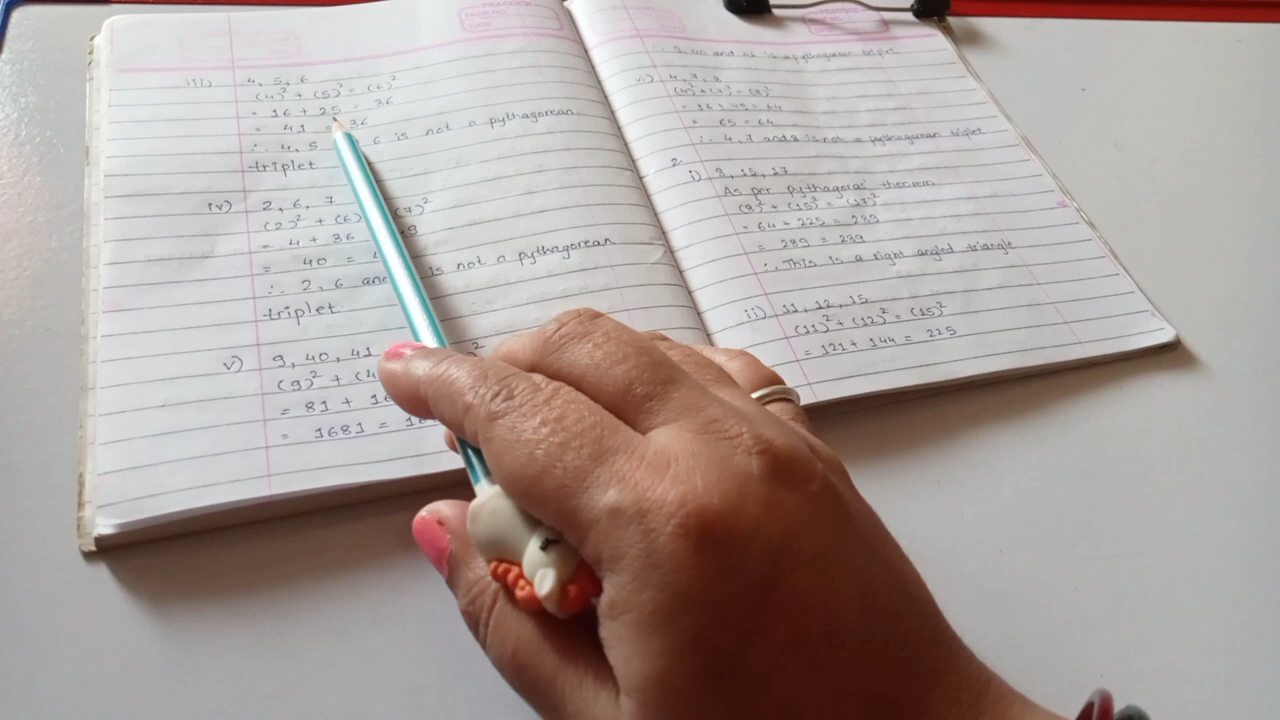 PEACOCK
PAGE NO.
DATE
iii) 4, 5, 6
(4)² + (5)² = (6)²
= 16 + 25 = 36
= 41 = 36
∴ 4, 5 6 is not a pythagorean
triplet
iv) 2, 6, 7
(2)² + (6) (7)²
= 4 + 36 9
= 40 = 4
∴ 2, 6 and is not a pythagorean
triplet
v) 9, 40, 41
(9)² + (4 ²
= 81 + 16
= 1681 = 16
∴ 9, 40 and 41 is a pythagorean triplet
vi) 4, 7, 8
(4)² + (7)² = (8)²
= 16 + 49 = 64
= 65 = 64
∴ 4, 7 and 8 is not a pythagorean triplet
2.
i) 8, 15, 17
As per pythagoras' theorem
(8)² + (15)² = (17)²
= 64 + 225 = 289
= 289 = 289
∴ This is a right angled triangle
ii) 11, 12, 15
(11)² + (12)² = (15)²
= 121 + 144 = 225